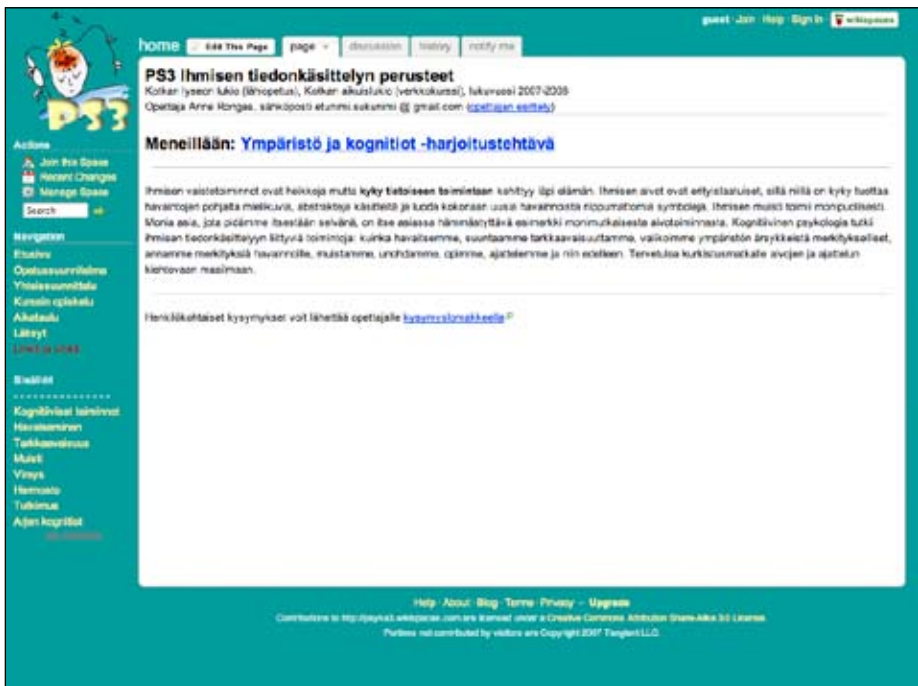 guest · Join · Help · Sign In wikispaces
home Edit This Page page discussion history notify me
PS3
PS3 Ihmisen tiedonkäsittelyn perusteet
Kotkan lyseon lukio (lähiopetus), Kotkan aikuislukio (verkkokurssi), lukuvuosi 2007-2008
Opettaja Anne Rongas, sähköposti etunimi.sukunimi @ gmail.com (opettajan esittely)
Meneillään: Ympäristö ja kognitiot -harjoitustehtävä
Ihmisen vaistotoiminnot ovat heikkoja mutta kyky tietoiseen toimintaan kehittyy läpi elämän. Ihmisen aivot ovat erityislaatuiset, sillä niillä on kyky tuottaa
havaintojen pohjalta mielikuvia, abstrakteja käsitteitä ja luoda kokonaan uusia havainnoista riippumattomia symboleja. Ihmisen muisti toimii monipuolisesti.
Monia asia, jota pidämme itsestään selvänä, on itse asiassa hämmästyttävä esimerkki monimutkaisesta aivotoiminnasta. Kognitiivinen psykologia tutkii
ihmisen tiedonkäsittelyyn liittyviä toimintoja: kuinka havaitsemme, suuntaamme tarkkaavaisuuttamme, valikoimme ympäristön ärsykkeistä merkitykselliset,
annamme merkityksiä havainnoille, muistamme, unohdamme, opimme, ajattelemme ja niin edelleen. Tervetuloa kurkistusmatkalle aivojen ja ajattelun
kiehtovaan maailmaan.
Henkilökohtaiset kysymykset voit lähettää opettajalle kysymyslomakkeella
Actions
Join this Space
Recent Changes
Manage Space
Search
Navigation
Etusivu
Opetussuunnitelma
Yhteissuunnittelu
Kurssin opiskelu
Aikataulu
Läksyt
Sisällöt
Kognitiiviset toiminnot
Havaitseminen
Tarkkaavaisuus
Muisti
Vireys
Hermosto
Tutkimus
Arjen kognitiot
Help · About · Blog · Terms · Privacy · Upgrade
Contributions to http://psyka3.wikispaces.com are licensed under a Creative Commons Attribution Share-Alike 3.0 License.
Portions not contributed by visitors are Copyright 2007 Tangient LLC.